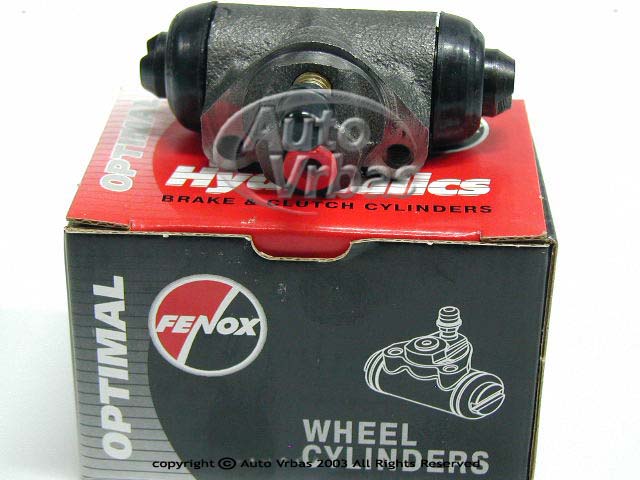 OPTIMAL
Auto
Vrbas
Hydraulics
BRAKE & CLUTCH CYLINDERS
OPTIMAL
FENOX
WHEEL
CYLINDERS
copyright © Auto Vrbas 2003 All Rights Reserved